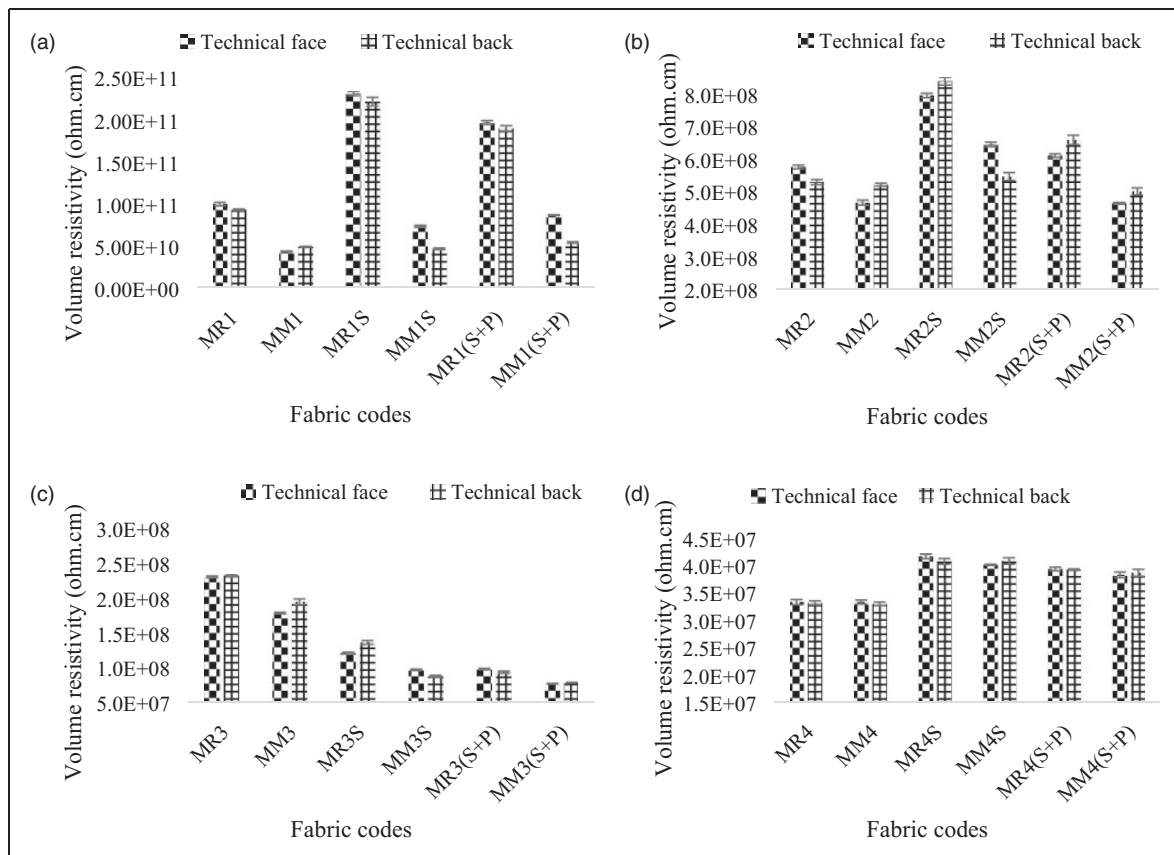 (a)
Technical face
Technical back
Volume resistivity (ohm.cm)
2.50E+11
2.00E+11
1.50E+11
1.00E+11
5.00E+10
0.00E+00
MR1
MM1
MR1S
MM1S
MR1(S+P)
MM1(S+P)
Fabric codes
(b)
Technical face
Technical back
Volume resistivity (ohm.cm)
8.0E+08
7.0E+08
6.0E+08
5.0E+08
4.0E+08
3.0E+08
2.0E+08
MR2
MM2
MR2S
MM2S
MR2(S+P)
MM2(S+P)
Fabric codes
(c)
Technical face
Technical back
Volume resistivity (ohm.cm)
3.0E+08
2.5E+08
2.0E+08
1.5E+08
1.0E+08
5.0E+07
MR3
MM3
MR3S
MM3S
MR3(S+P)
MM3(S+P)
Fabric codes
(d)
Technical face
Technical back
Volume resistivity (ohm.cm)
4.5E+07
4.0E+07
3.5E+07
3.0E+07
2.5E+07
2.0E+07
1.5E+07
MR4
MM4
MR4S
MM4S
MR4(S+P)
MM4(S+P)
Fabric codes